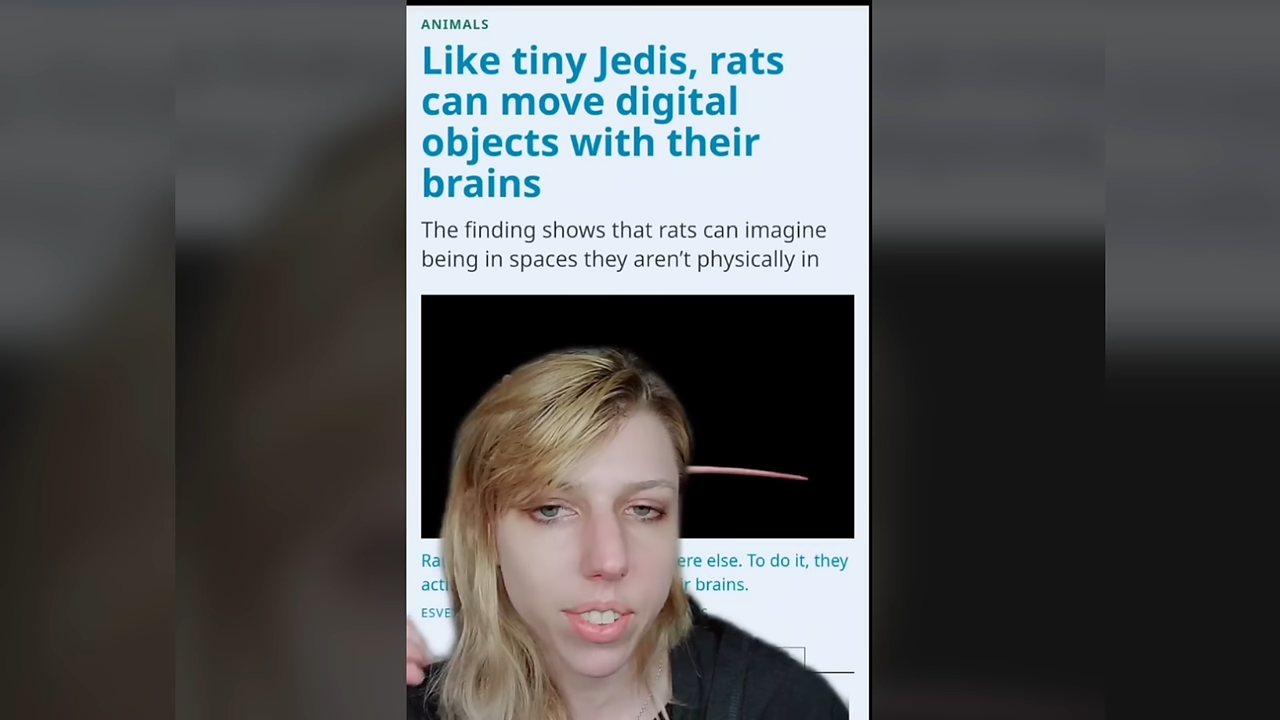 ANIMALS
Like tiny Jedis, rats
can move digital
objects with their
brains
The finding shows that rats can imagine
being in spaces they aren't physically in
else. To do it, they
brains.